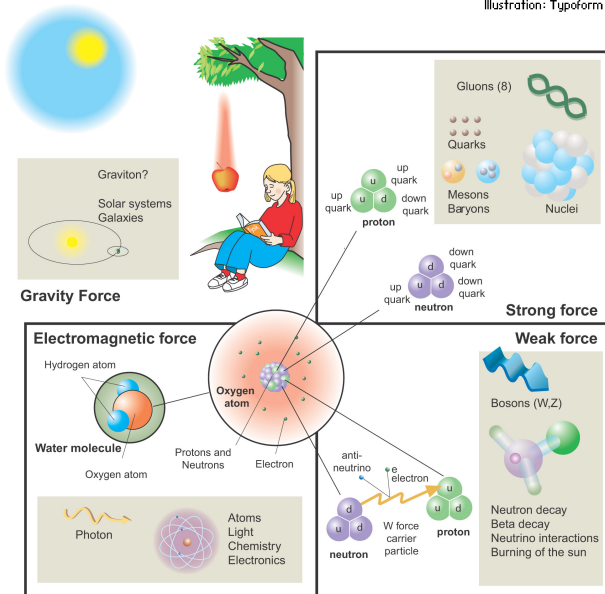 Illustration: Typoform
Graviton?
Solar systems
Galaxies
Gravity Force
Gluons (8)
Quarks
Mesons
Baryons
Nuclei
up
quark
u
u d
up
quark
down
quark
proton
down
quark
d
u d
up
quark
down
quark
neutron
Strong force
Electromagnetic force
Hydrogen atom
Water molecule
Oxygen atom
Oxygen
atom
Protons and
Neutrons
Electron
Photon
Atoms
Light
Chemistry
Electronics
Weak force
Bosons (W,Z)
Neutron decay
Beta decay
Neutrino interactions
Burning of the sun
anti-
neutrino
e
electron
d
u d
neutron
W force
carrier
particle
u
u d
proton